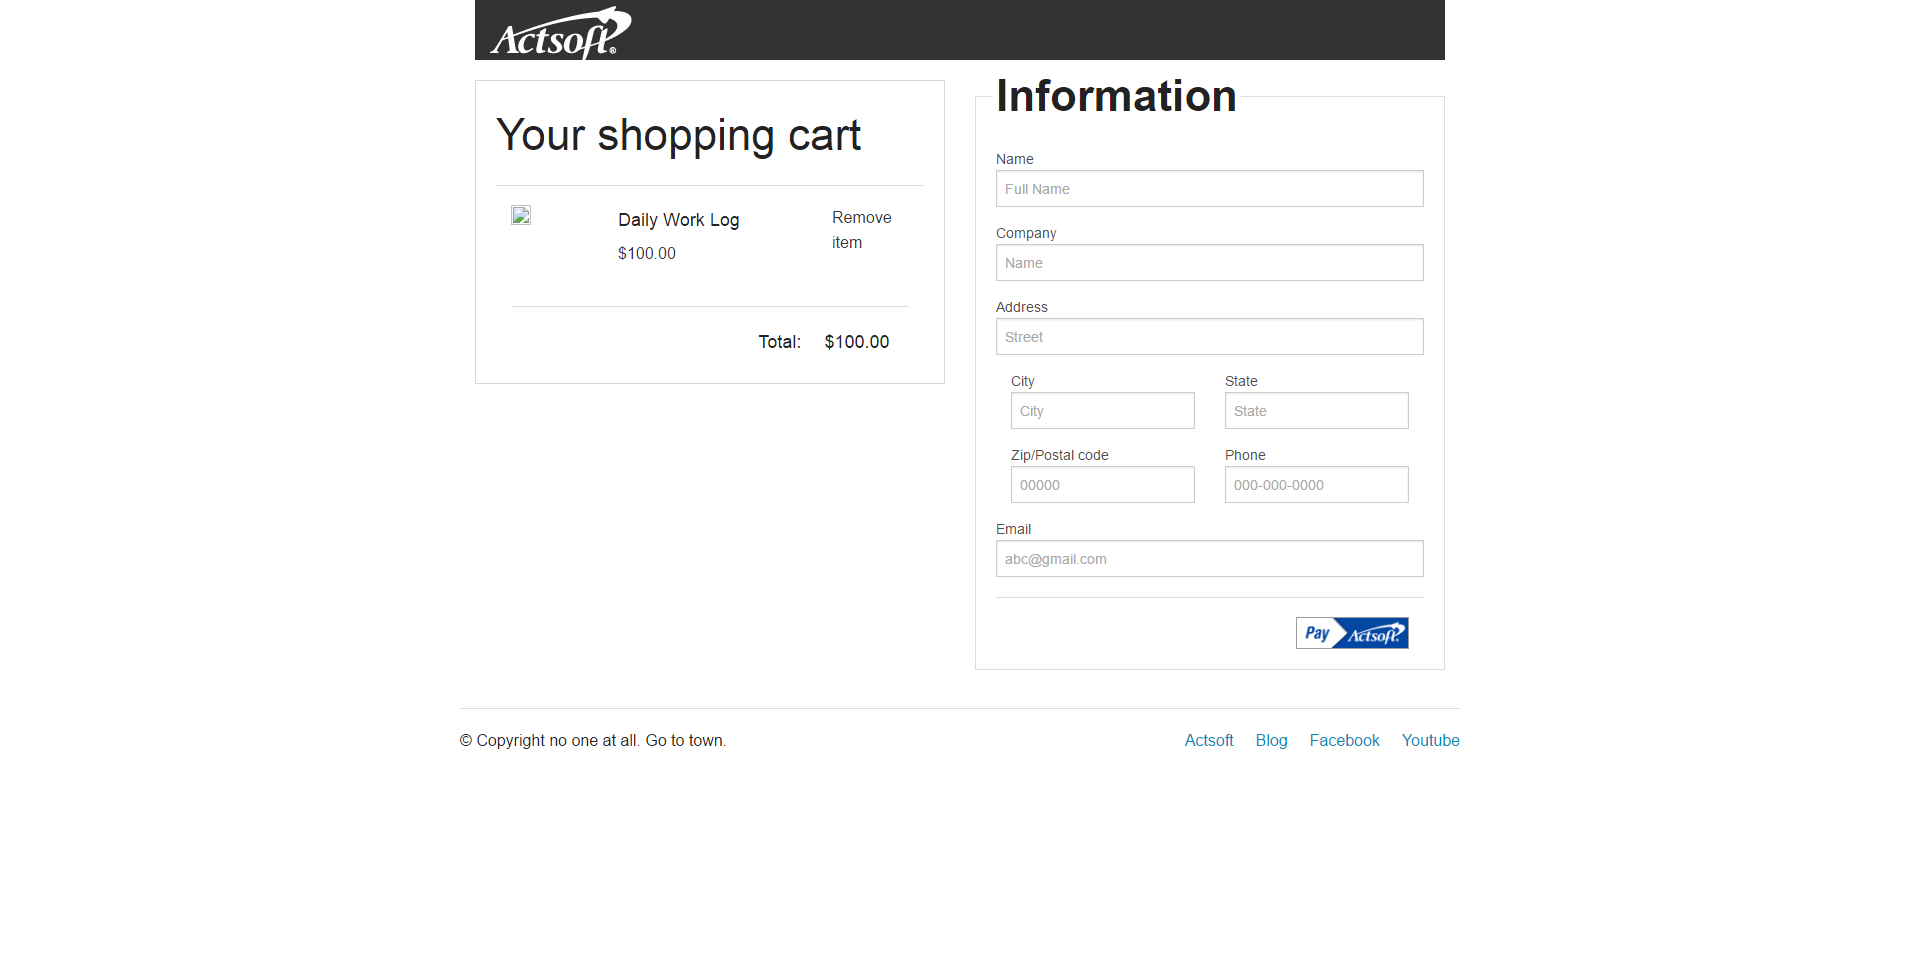 Actsoft®
Your shopping cart
Daily Work Log
$100.00
Remove
item
Total: $100.00
Information
Name
Full Name
Company
Name
Address
Street
City
City
State
State
Zip/Postal code
00000
Phone
000-000-0000
Email
abc@gmail.com
Pay Actsoft
© Copyright no one at all. Go to town.
Actsoft Blog Facebook Youtube